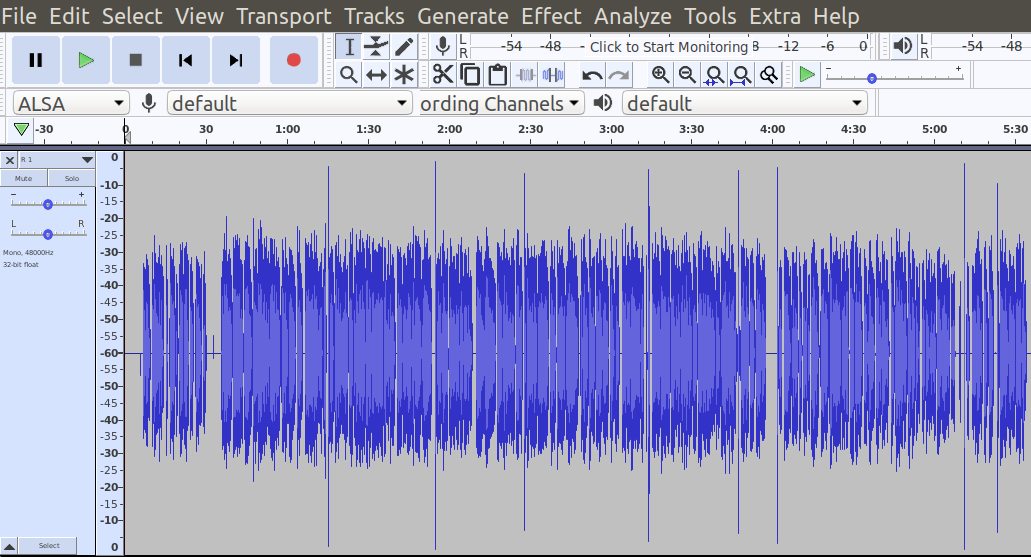 File Edit Select View Transport Tracks Generate Effect Analyze Tools Extra Help
L R -54 -48 - Click to Start Monitoring 8 -12 -6 0 L R -54 -48
ALSA default ording Channels default
-30 0 30 1:00 1:30 2:00 2:30 3:00 3:30 4:00 4:30 5:00 5:30
R 1
Mute Solo
- +
L R
Mono, 48000Hz
32-bit float
Select
0
-10
-15
-20
-25
-30
-35
-40
-45
-50
-55
-60
-55
-50
-45
-40
-35
-30
-25
-20
-15
-10
0